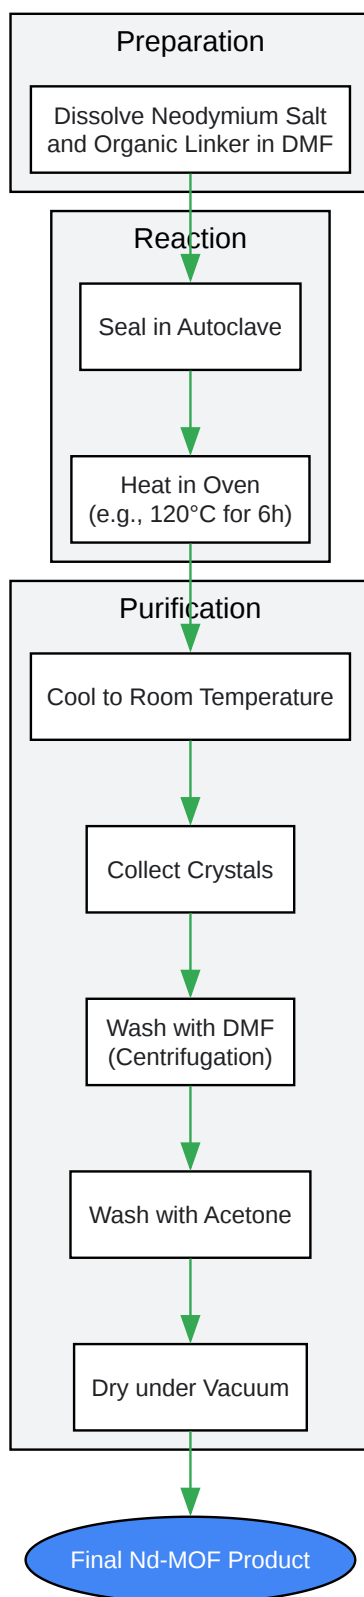 Preparation
Dissolve Neodymium Salt
and Organic Linker in DMF
Reaction
Seal in Autoclave
Heat in Oven
(e.g., 120°C for 6h)
Purification
Cool to Room Temperature
Collect Crystals
Wash with DMF
(Centrifugation)
Wash with Acetone
Dry under Vacuum
Final Nd-MOF Product